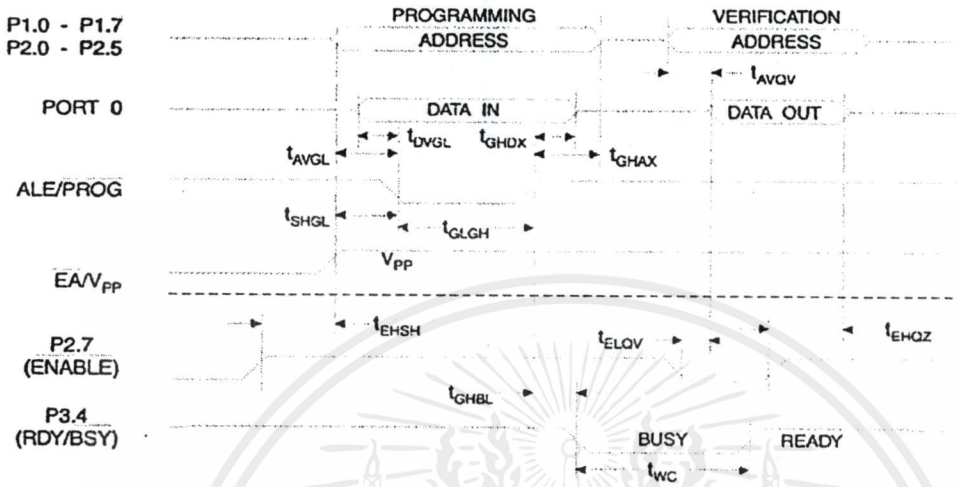 PROGRAMMING
VERIFICATION
P1.0 - P1.7
P2.0 - P2.5
ADDRESS
ADDRESS
tAVQV
PORT 0
DATA IN
DATA OUT
tDVGL
tGHDX
tAVGL
tGHAX
ALE/PROG
tSHGL
tGLGH
VPP
EA/VPP
tEHSH
tELQV
tEHQZ
P2.7
(ENABLE)
tGHBL
P3.4
(RDY/BSY)
BUSY
READY
tWC